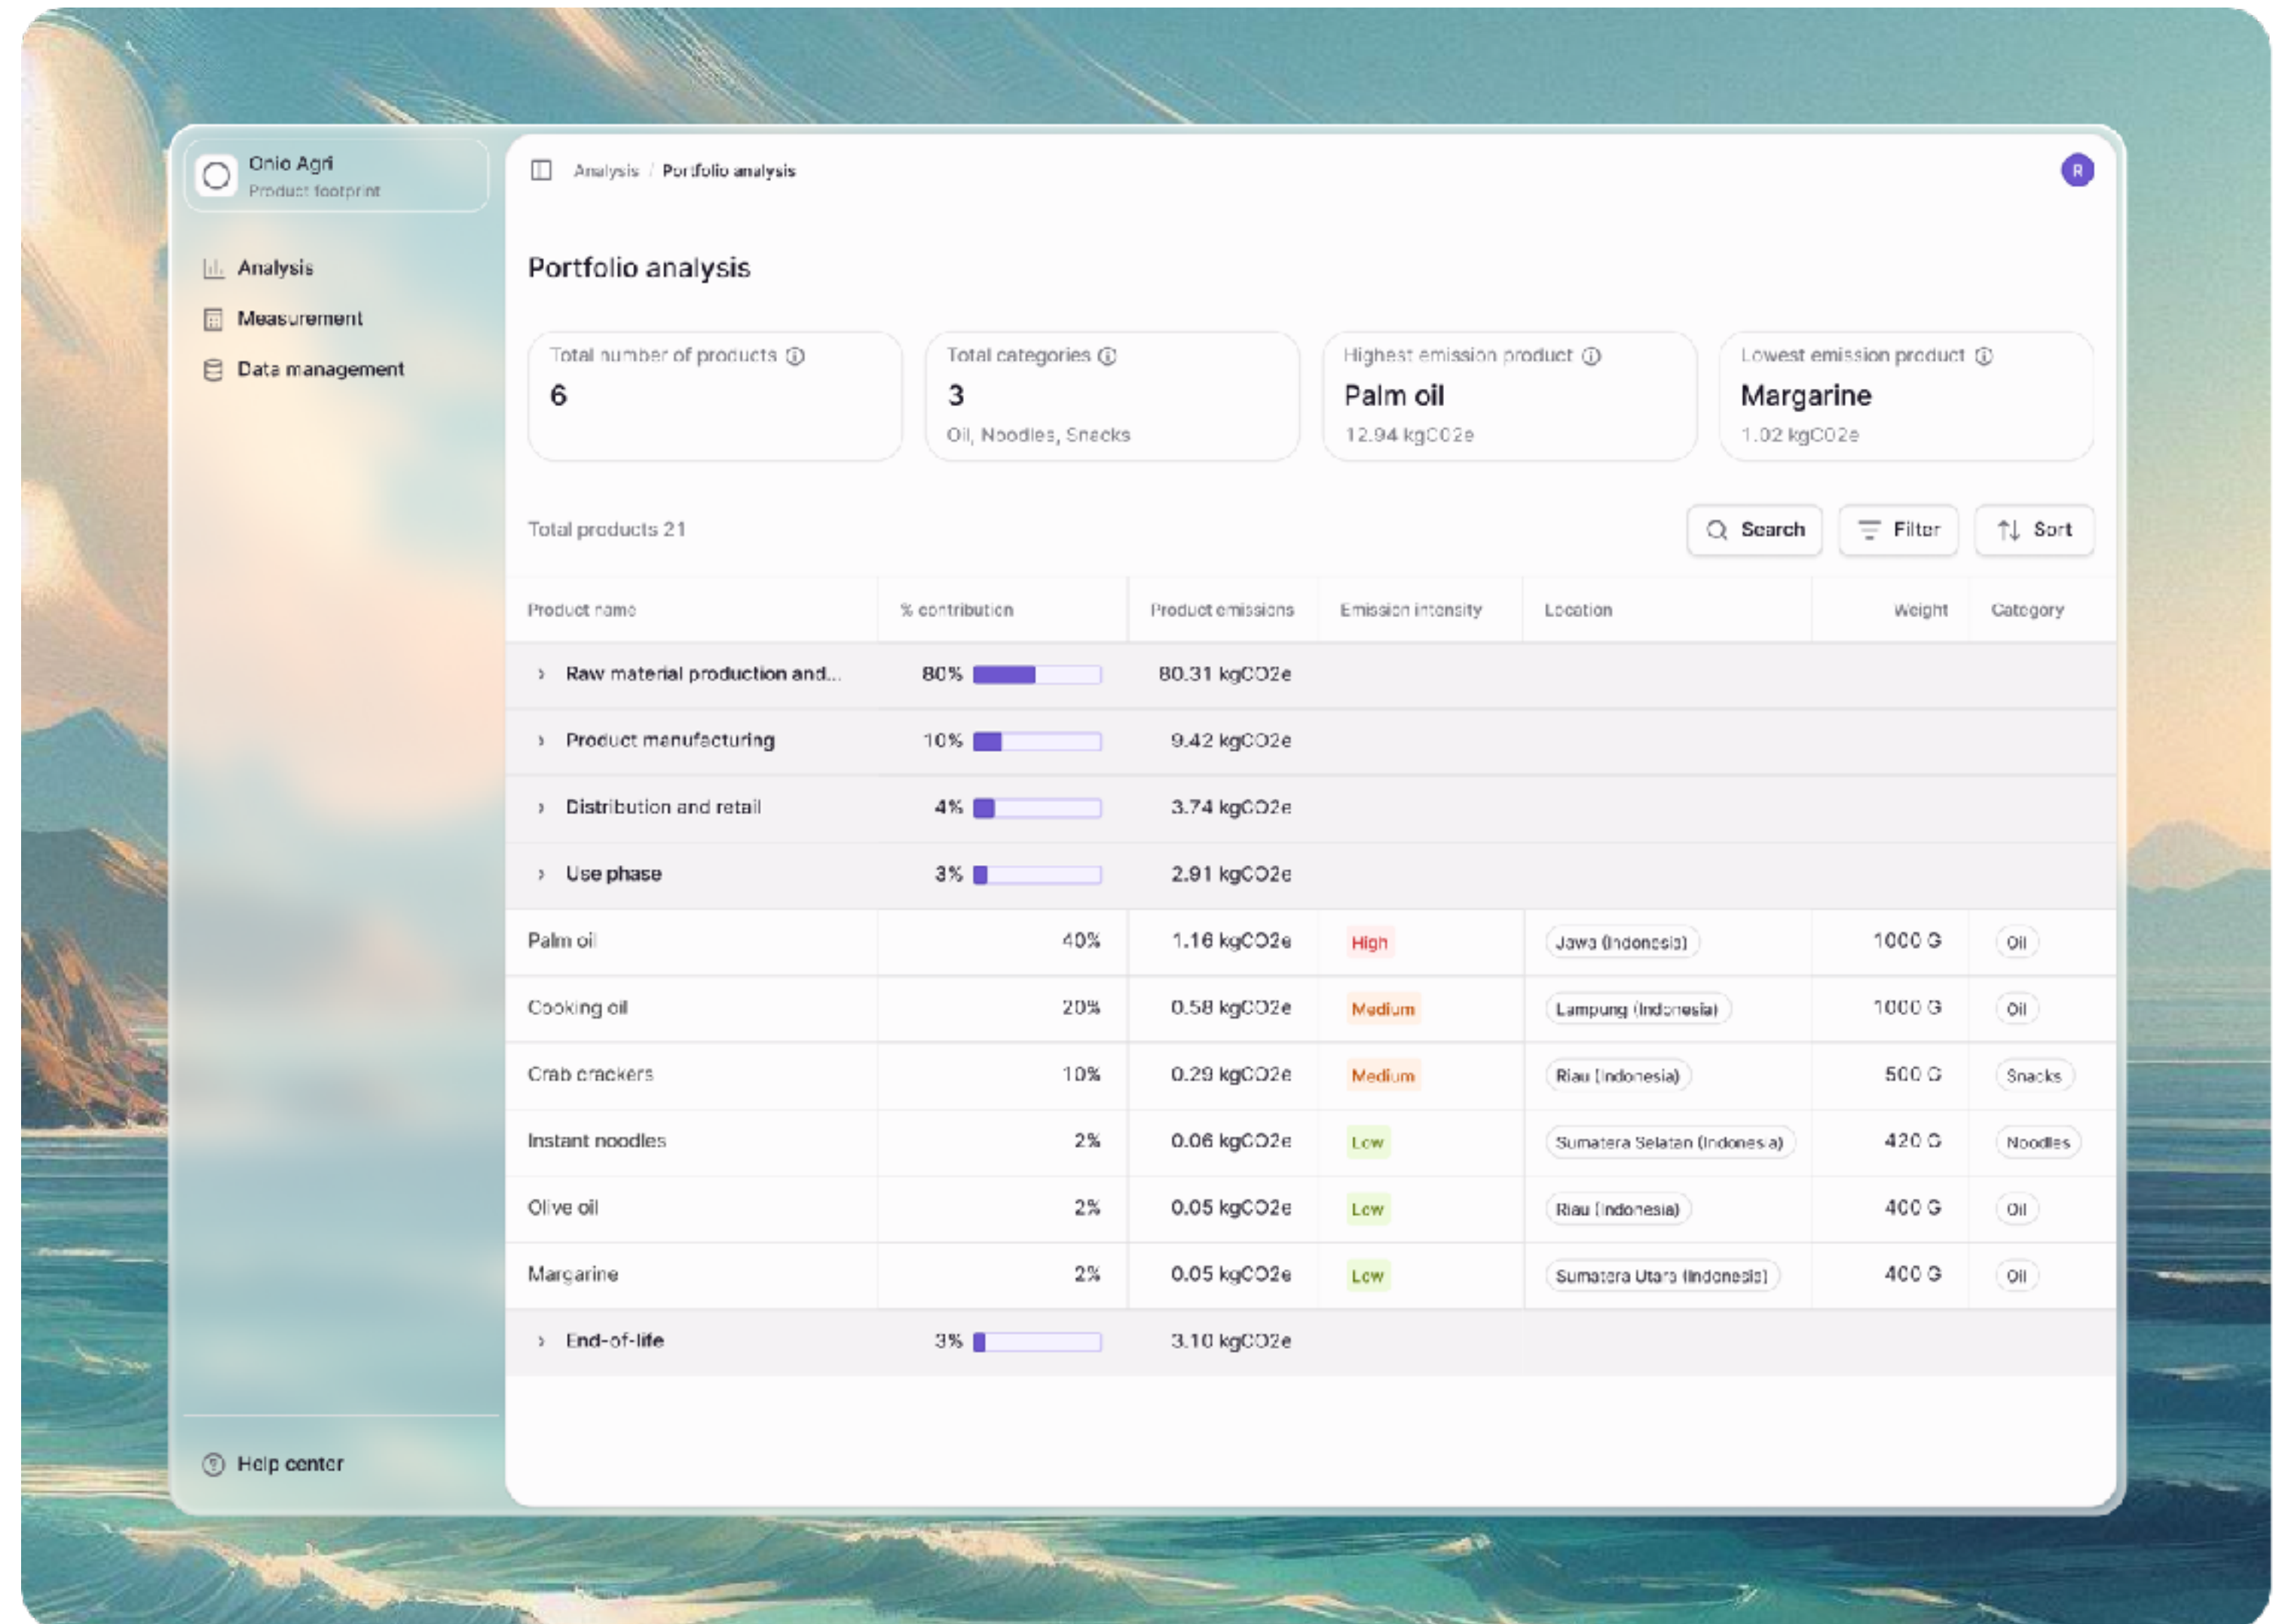 Onio Agri
Product footprint
Analysis
Measurement
Data management
Help center
Analysis / Portfolio analysis
R
Portfolio analysis
Total number of products
6
Total categories
3
Oil, Noodles, Snacks
Highest emission product
Palm oil
12.94 kgC02e
Lowest emission product
Margarine
1.02 kgC02e
Total products 21
Search Filter Sort
Product name % contribution Product emissions Emission intensity Location Weight Category
Raw material production and... 80% 80.31 kgCO2e
Product manufacturing 10% 9.42 kgCO2e
Distribution and retail 4% 3.74 kgCO2e
Use phase 3% 2.91 kgCO2e
Palm oil 40% 1.16 kgCO2e High Jawa (Indonesia) 1000 G Oil
Cooking oil 20% 0.58 kgCO2e Medium Lampung (Indonesia) 1000 G Oil
Crab crackers 10% 0.29 kgCO2e Medium Riau (Indonesia) 500 G Snacks
Instant noodles 2% 0.06 kgCO2e Low Sumatera Selatan (Indonesia) 420 G Noodles
Olive oil 2% 0.05 kgCO2e Low Riau (Indonesia) 400 G Oil
Margarine 2% 0.05 kgCO2e Low Sumatera Utara (Indonesia) 400 G Oil
End-of-life 3% 3.10 kgCO2e